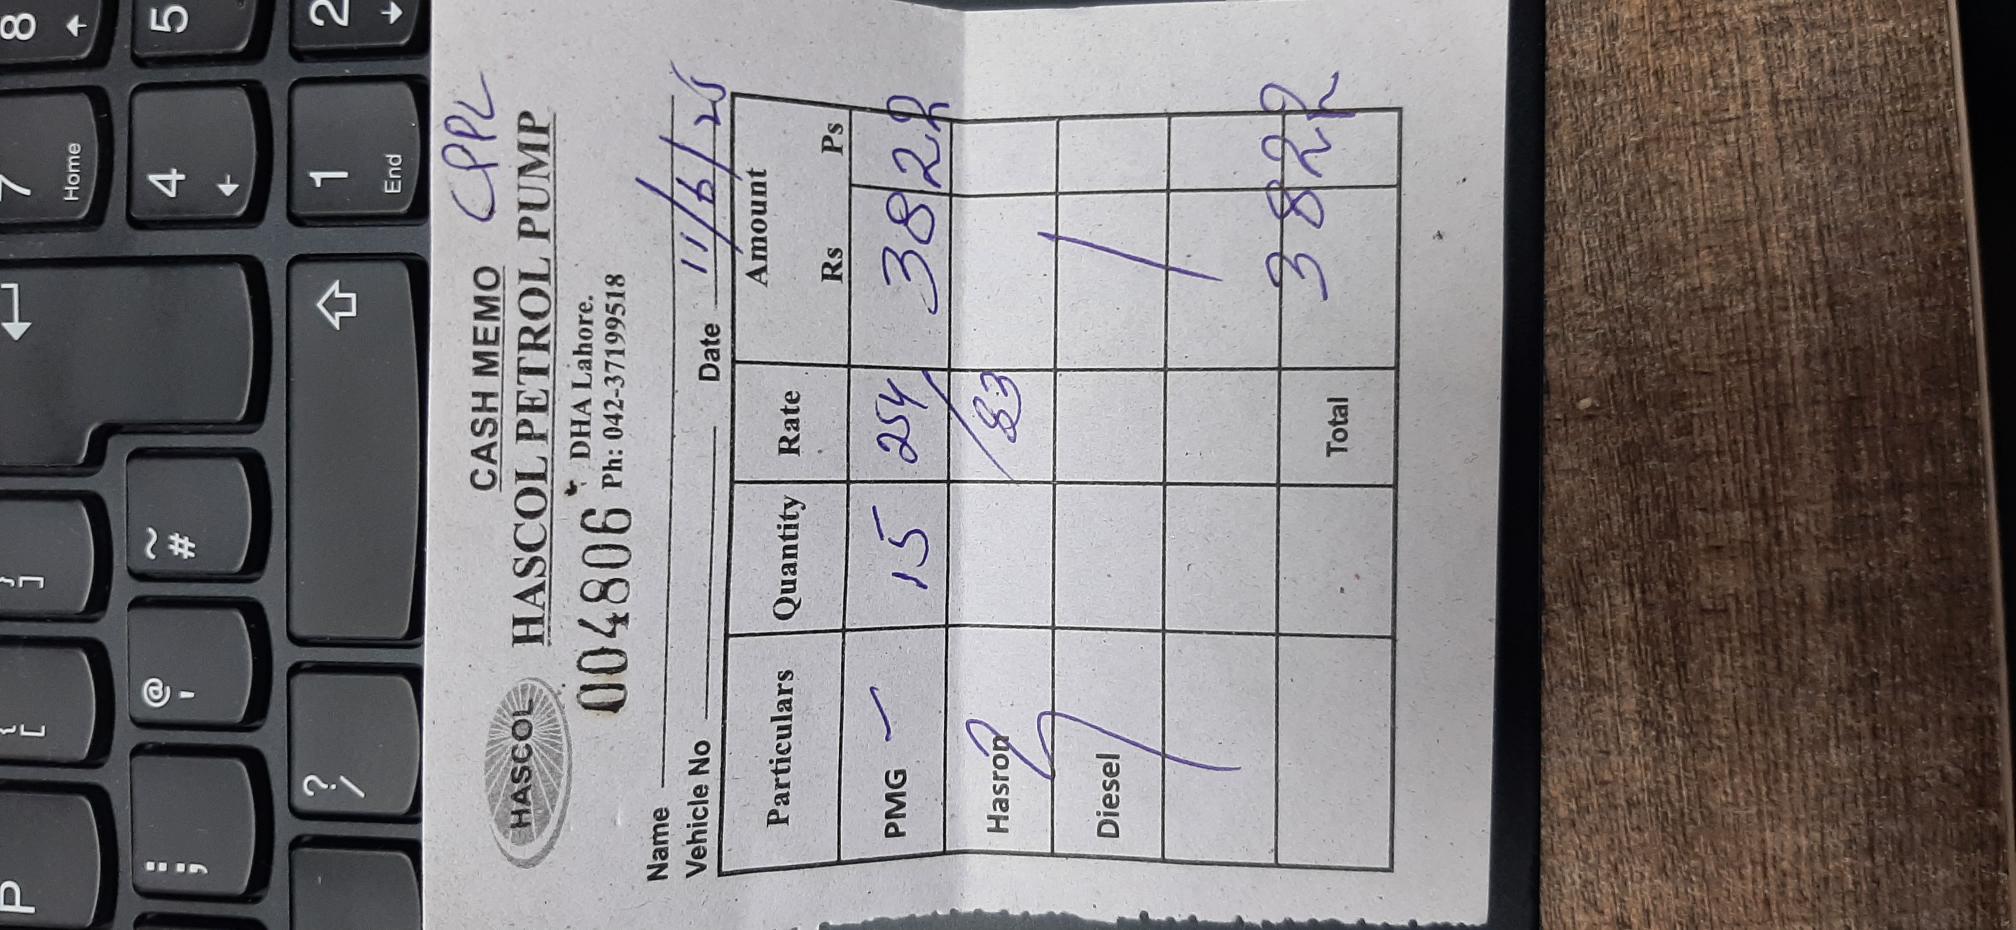 P { [ } ] 7 Home 8
: ; @ ' ~ # 4 5
? / 1 End 2
CASH MEMO CPPL
HASCOL HASCOL PETROL PUMP
004806 DHA Lahore.
Ph: 042-37199518
Name
Vehicle No Date 11/6/25
Particulars Quantity Rate Amount
Rs Ps
PMG 15 254 3822
Hasron /83
Diesel
Total 3822